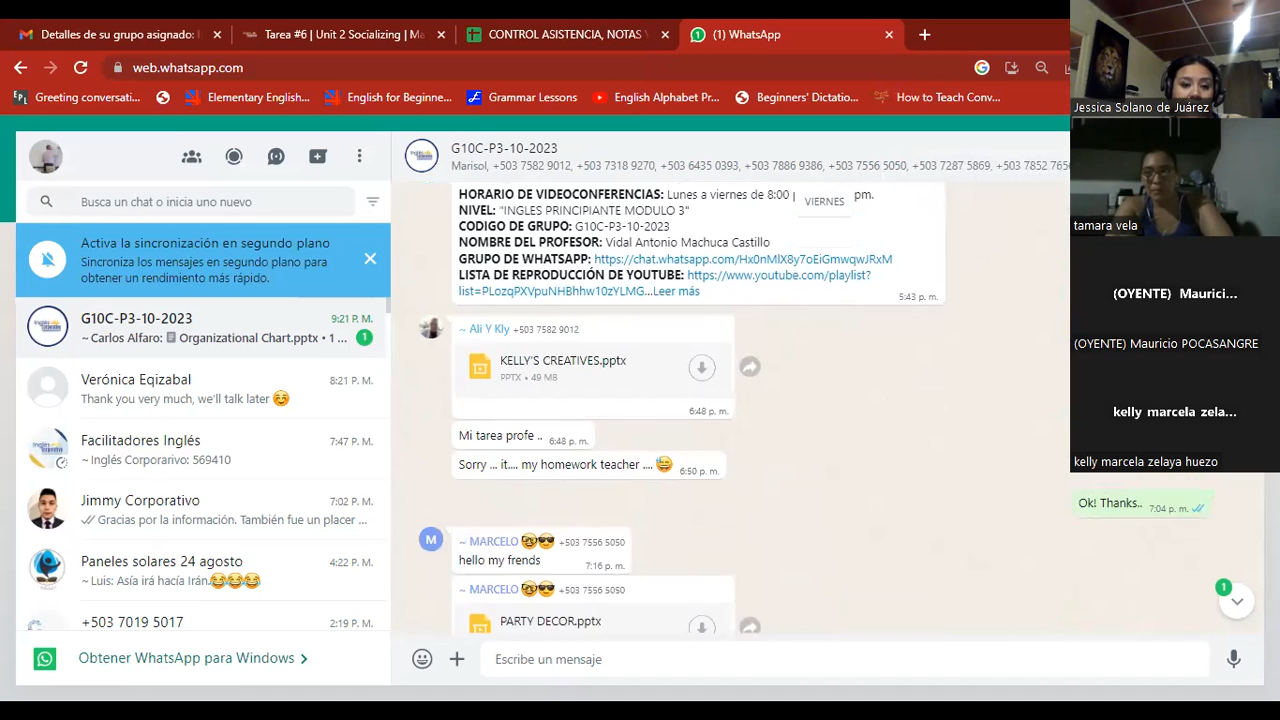 Detalles de su grupo asignado: I
Tarea #6 | Unit 2 Socializing | Ma
CONTROL ASISTENCIA, NOTAS Y
(1) WhatsApp
web.whatsapp.com
Greeting conversati...
Elementary English...
English for Beginne...
Grammar Lessons
English Alphabet Pr...
Beginners' Dictatio...
How to Teach Conv...
Busca un chat o inicia uno nuevo
Activa la sincronización en segundo plano
Sincroniza los mensajes en segundo plano para
obtener un rendimiento más rápido.
G10C-P3-10-2023 9:21 P. M.
~ Carlos Alfaro: Organizational Chart.pptx • 1 ... 1
Verónica Eqizabal 8:21 P. M.
Thank you very much, we'll talk later 😊
Facilitadores Inglés 7:47 P. M.
~ Inglés Corporarivo: 569410
Jimmy Corporativo 7:02 P. M.
Gracias por la información. También fue un placer ...
Paneles solares 24 agosto 4:22 P. M.
~ Luis: Asía irá hacía Irán.😂😂😂
+503 7019 5017 2:19 P. M.
Obtener WhatsApp para Windows
G10C-P3-10-2023
Marisol, +503 7582 9012, +503 7318 9270, +503 6435 0393, +503 7886 9386, +503 7556 5050, +503 7287 5869, +503 7852 765
HORARIO DE VIDEOCONFERENCIAS: Lunes a viernes de 8:00 p pm.
VIERNES
NIVEL: "INGLES PRINCIPIANTE MODULO 3"
CODIGO DE GRUPO: G10C-P3-10-2023
NOMBRE DEL PROFESOR: Vidal Antonio Machuca Castillo
GRUPO DE WHATSAPP: https://chat.whatsapp.com/Hx0nMlX8y7oEiGmwqwJRxM
LISTA DE REPRODUCCIÓN DE YOUTUBE: https://www.youtube.com/playlist?
list=PLozqPXVpuNHBhhw10zYLMG...Leer más
5:43 p. m.
~ Ali Y Kly +503 7582 9012
KELLY'S CREATIVES.pptx
PPTX • 49 MB
6:48 p. m.
Mi tarea profe .. 6:48 p. m.
Sorry ... it.... my homework teacher .... 😅 6:50 p. m.
Ok! Thanks.. 7:04 p. m.
M
~ MARCELO 🤓😎 +503 7556 5050
hello my frends
7:16 p. m.
~ MARCELO 🤓😎 +503 7556 5050
PARTY DECOR.pptx
1
Escribe un mensaje
Jessica Solano de Juárez
tamara vela
(OYENTE) Maurici...
(OYENTE) Mauricio POCASANGRE
kelly marcela zela...
kelly marcela zelaya huezo